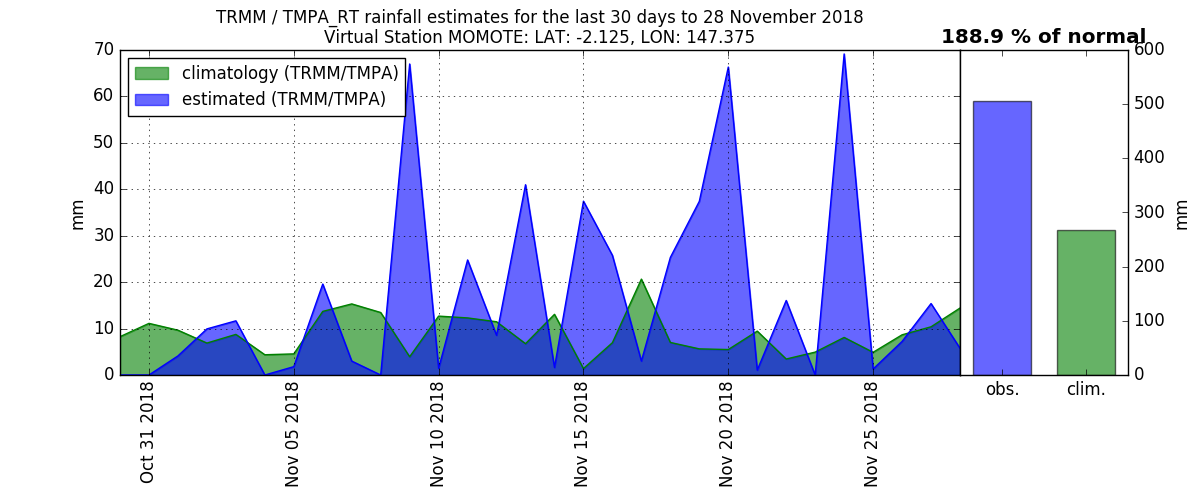 TRMM / TMPA_RT rainfall estimates for the last 30 days to 28 November 2018
Virtual Station MOMOTE: LAT: -2.125, LON: 147.375
188.9 % of normal
climatology (TRMM/TMPA)
estimated (TRMM/TMPA)
mm
70
60
50
40
30
20
10
0
Oct 31 2018
Nov 05 2018
Nov 10 2018
Nov 15 2018
Nov 20 2018
Nov 25 2018
obs.
clim.
600
500
400
300
200
100
0
mm